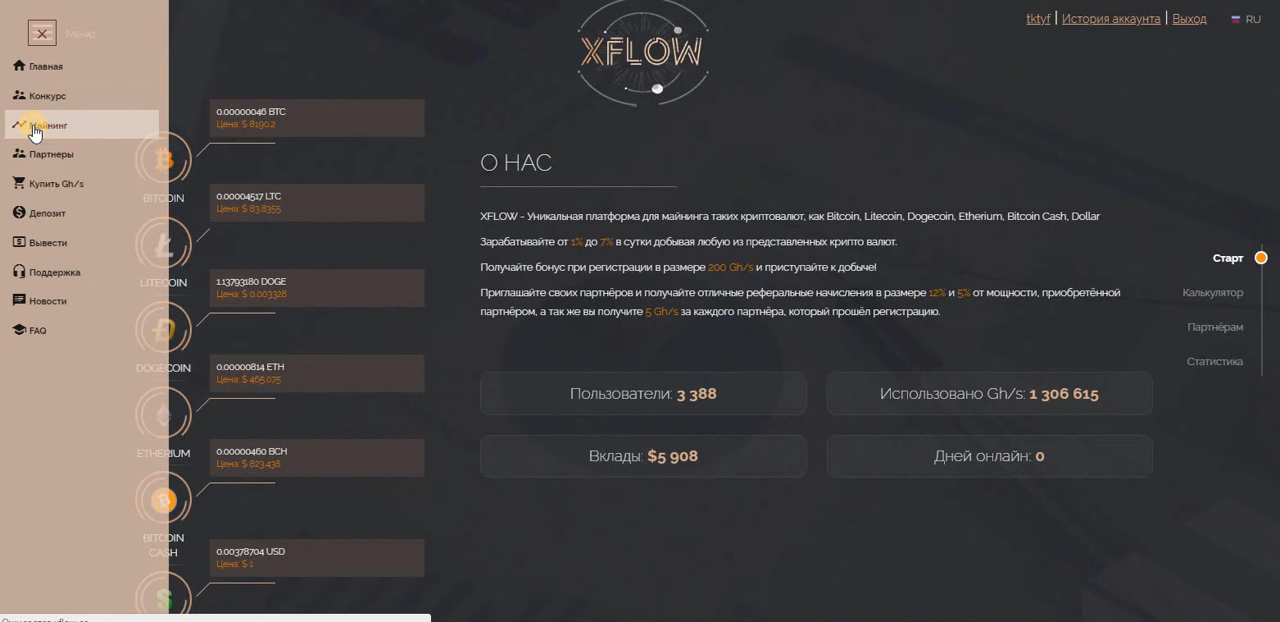 Меню
Главная
Конкурс
Майнинг
Партнеры
Купить Gh/s
Депозит
Вывести
Поддержка
Новости
FAQ
XFLOW
tktyf | История аккаунта | Выход
RU
0.00000046 BTC
Цена: $ 8190.2
BITCOIN
0.00004517 LTC
Цена: $ 83.8355
LITECOIN
1.13793180 DOGE
Цена: $ 0.003328
DOGECOIN
0.00000814 ETH
Цена: $ 465.075
ETHERIUM
0.00000460 BCH
Цена: $ 823.438
BITCOIN
CASH
0.00378704 USD
Цена: $ 1
О НАС
XFLOW - Уникальная платформа для майнинга таких криптовалют, как Bitcoin, Litecoin, Dogecoin, Etherium, Bitcoin Cash, Dollar
Зарабатывайте от 1% до 7% в сутки добывая любую из представленных крипто валют.
Получайте бонус при регистрации в размере 200 Gh/s и приступайте к добыче!
Приглашайте своих партнёров и получайте отличные реферальные начисления в размере 12% и 5% от мощности, приобретённой
партнёром, а так же вы получите 5 Gh/s за каждого партнёра, который прошёл регистрацию.
Пользователи: 3 388
Использовано Gh/s: 1 306 615
Вклады: $5 908
Дней онлайн: 0
Старт
Калькулятор
Партнёрам
Статистика